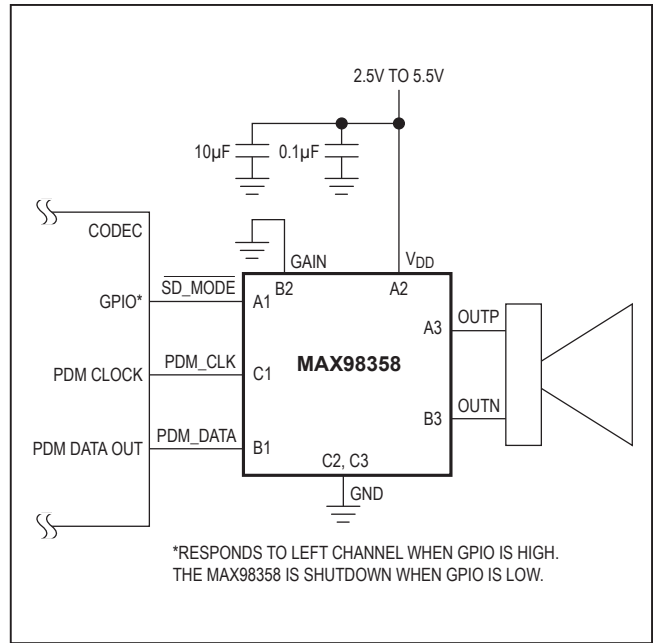 2.5V TO 5.5V
10µF
0.1µF
CODEC
GAIN
VDD
GPIO*
SD_MODE
A1
B2
A2
A3
OUTP
PDM CLOCK
PDM_CLK
C1
MAX98358
B3
OUTN
PDM DATA OUT
PDM_DATA
B1
C2, C3
GND
*RESPONDS TO LEFT CHANNEL WHEN GPIO IS HIGH.
THE MAX98358 IS SHUTDOWN WHEN GPIO IS LOW.